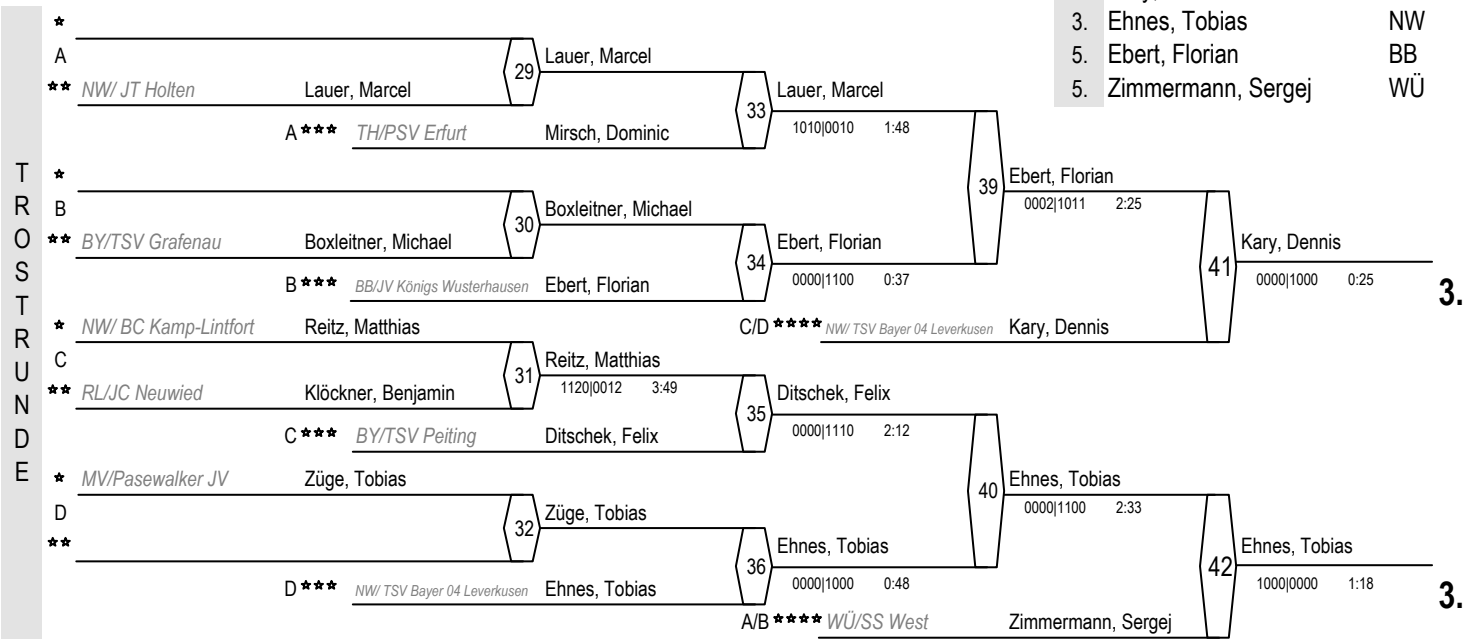 3. Ehnes, Tobias NW
5. Ebert, Florian BB
5. Zimmermann, Sergej WÜ
TROSTRUNDE
*
A
** NW/ JT Holten Lauer, Marcel
29 Lauer, Marcel
A *** TH/PSV Erfurt Mirsch, Dominic
33 Lauer, Marcel
1010|0010 1:48
*
B
** BY/TSV Grafenau Boxleitner, Michael
30 Boxleitner, Michael
B *** BB/JV Königs Wusterhausen Ebert, Florian
34 Ebert, Florian
0000|1100 0:37
39 Ebert, Florian
0002|1011 2:25
C/D **** NW/ TSV Bayer 04 Leverkusen Kary, Dennis
41 Kary, Dennis
0000|1000 0:25
3.
* NW/ BC Kamp-Lintfort Reitz, Matthias
C
** RL/JC Neuwied Klöckner, Benjamin
31 Reitz, Matthias
1120|0012 3:49
C *** BY/TSV Peiting Ditschek, Felix
35 Ditschek, Felix
0000|1110 2:12
* MV/Pasewalker JV Züge, Tobias
D
**
32 Züge, Tobias
D *** NW/ TSV Bayer 04 Leverkusen Ehnes, Tobias
36 Ehnes, Tobias
0000|1000 0:48
40 Ehnes, Tobias
0000|1100 2:33
A/B **** WÜ/SS West Zimmermann, Sergej
42 Ehnes, Tobias
1000|0000 1:18
3.